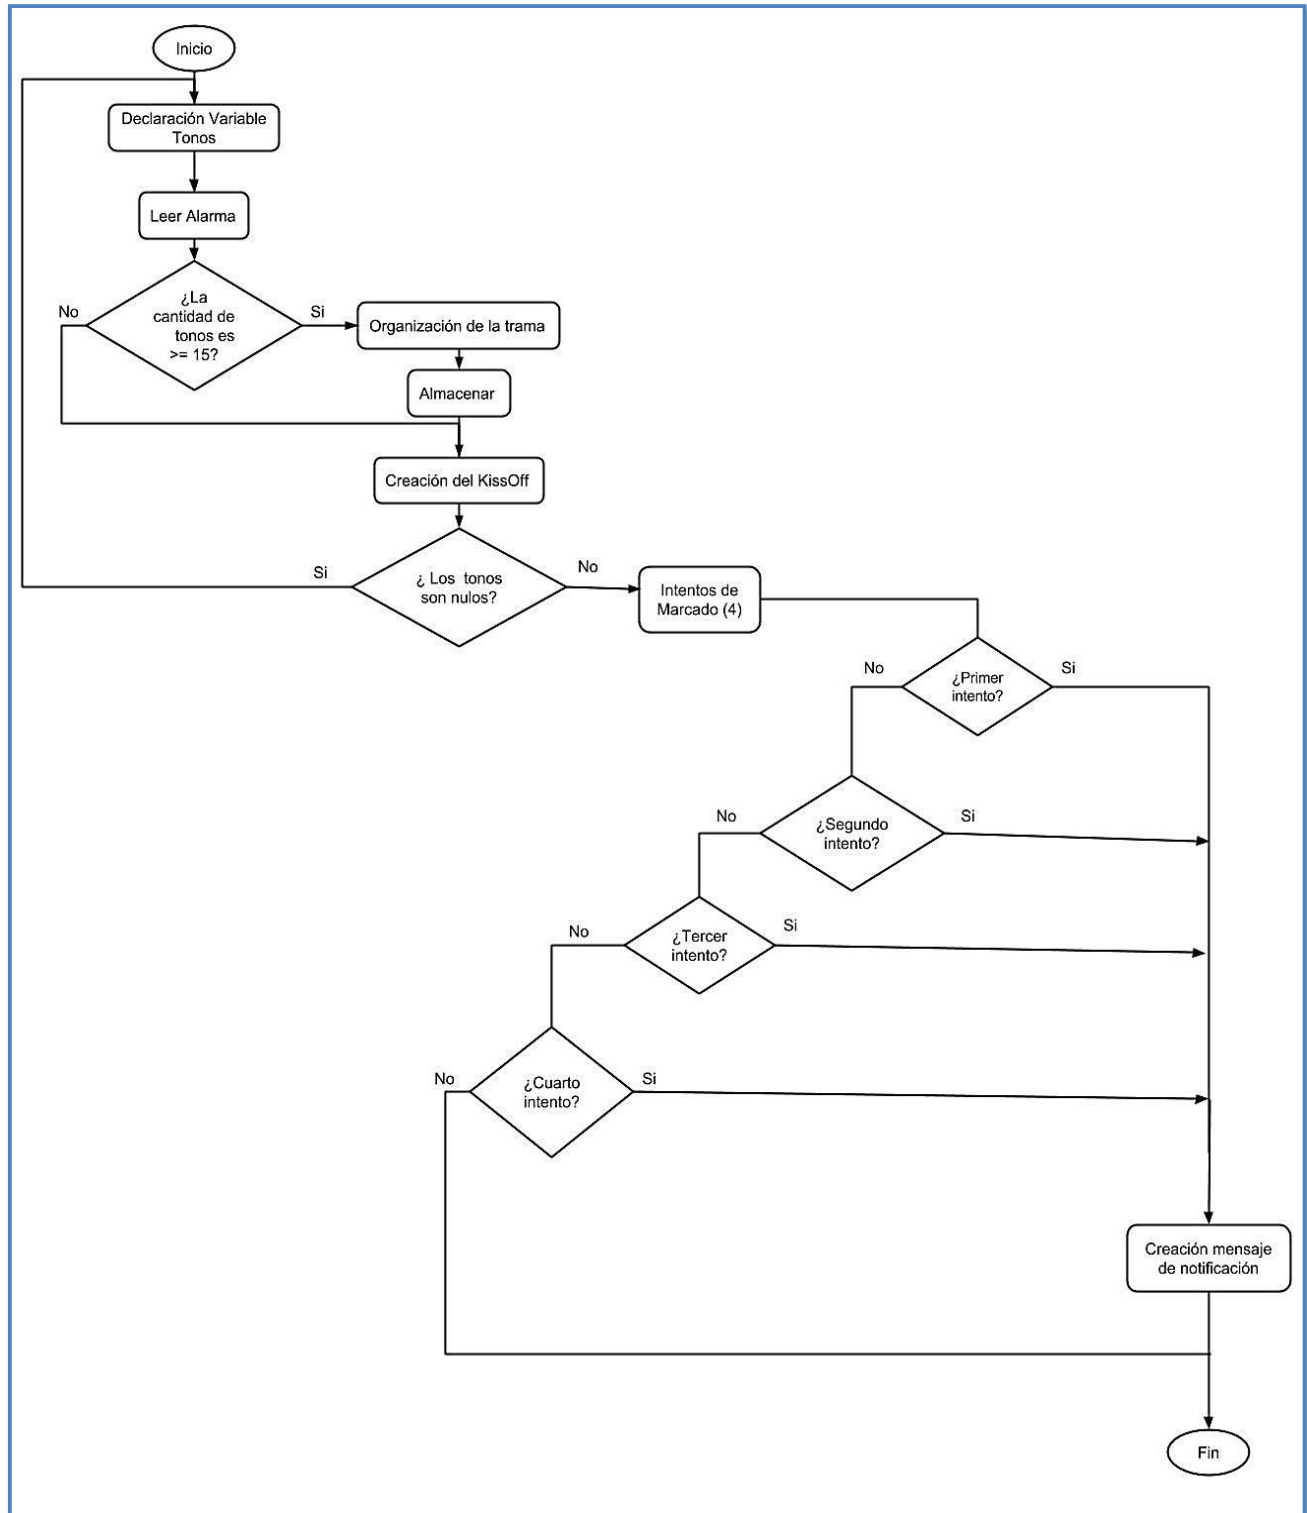 Inicio
Declaración Variable
Tonos
Leer Alarma
¿La
cantidad de
tonos es
>= 15?
No
Si
Organización de la trama
Almacenar
Creación del KissOff
¿ Los tonos
son nulos?
Si
No
Intentos de
Marcado (4)
¿Primer
intento?
No
Si
¿Segundo
intento?
No
Si
¿Tercer
intento?
No
Si
¿Cuarto
intento?
No
Si
Creación mensaje
de notificación
Fin